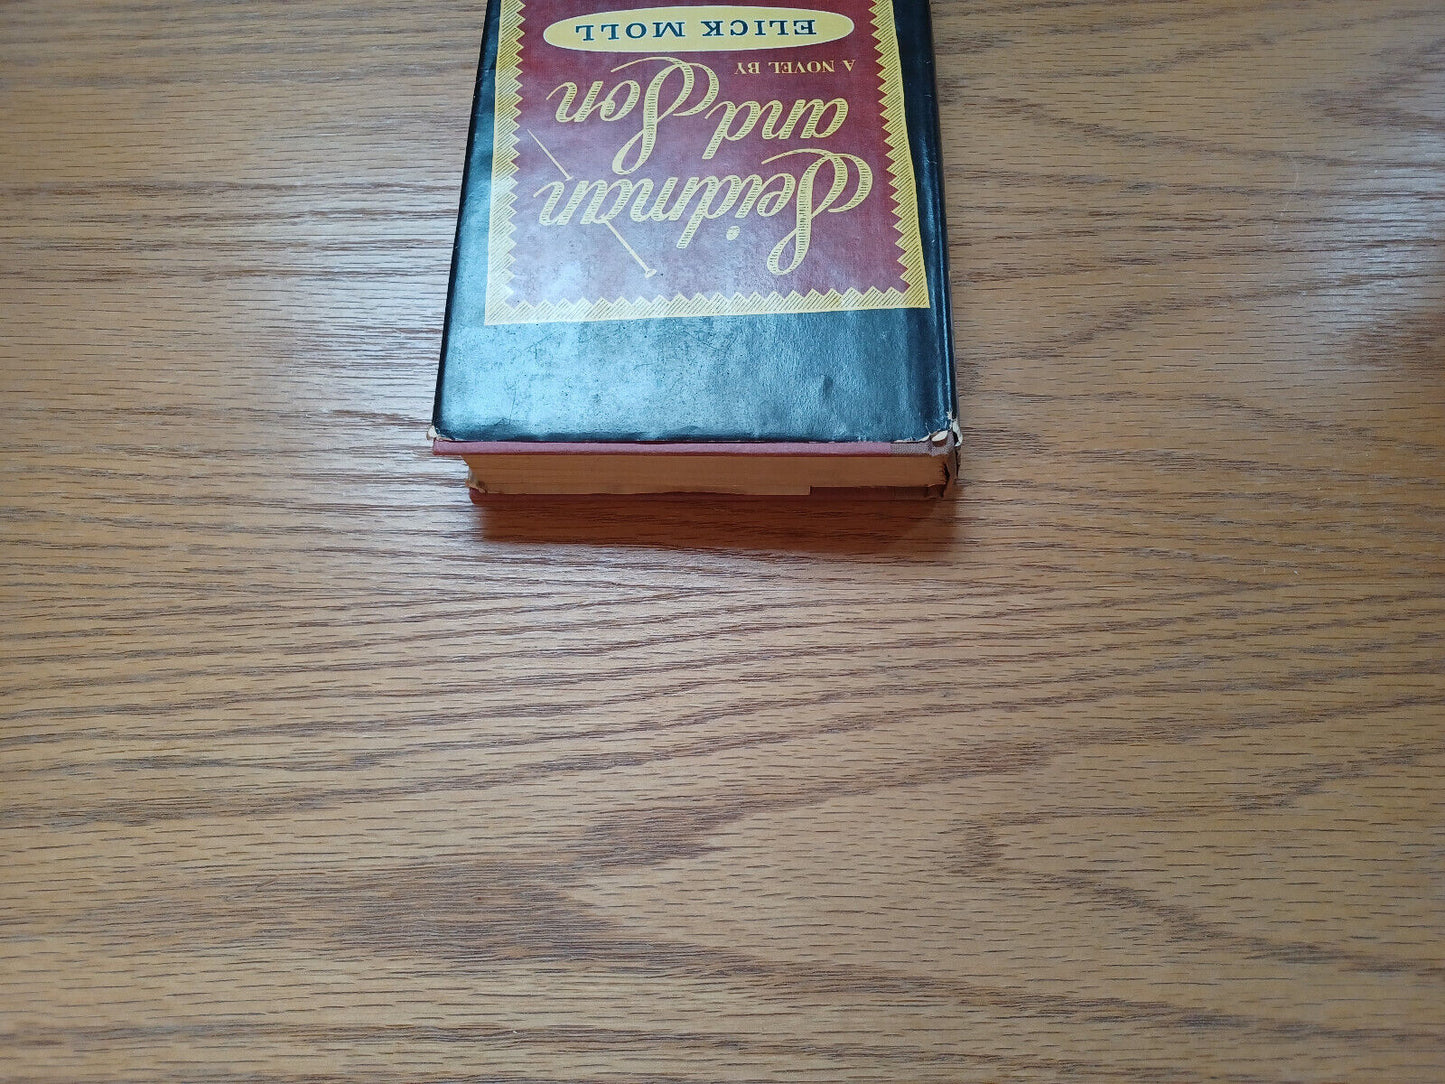 Seidman
and Son
A NOVEL BY
ELICK MOLL